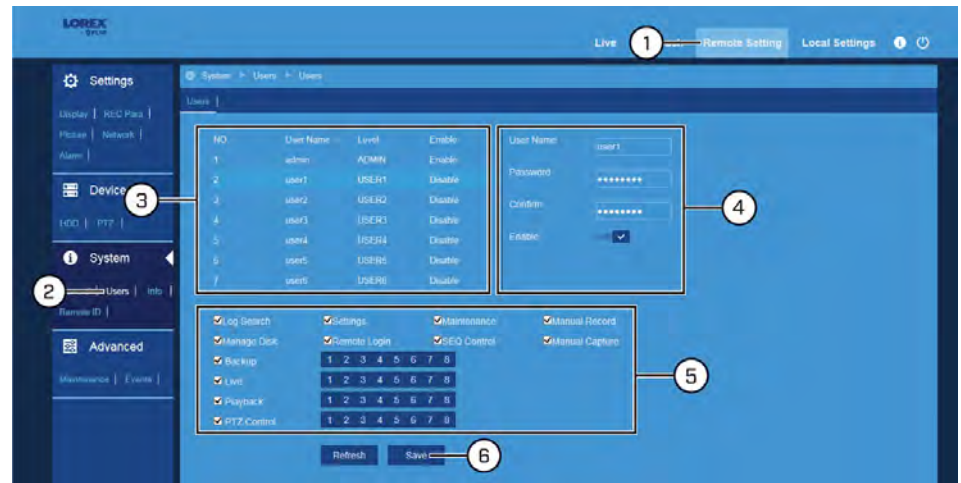 LOREX
Live
1
Remote Setting
Local Settings
Settings
System
Users
Users
Display | REC Para |
Picture | Network |
Alarm |
Users |
NO.
User Name
Level
Enable
1
admin
ADMIN
Enable
2
user1
USER1
Disable
3
user2
USER2
Disable
4
user3
USER3
Disable
5
user4
USER4
Disable
6
user5
USER5
Disable
7
user6
USER6
Disable
User Name
user1
Password
Confirm
Enable
4
Device
3
HDD | PTZ |
System
2
Users | Info |
Remote ID |
Advanced
Maintenance | Events |
Log Search
Settings
Maintenance
Manual Record
Manage Disk
Remote Login
SEQ Control
Manual Capture
Backup
1 2 3 4 5 6 7 8
Live
1 2 3 4 5 6 7 8
Playback
1 2 3 4 5 6 7 8
PTZ Control
1 2 3 4 5 6 7 8
5
Refresh
Save
6